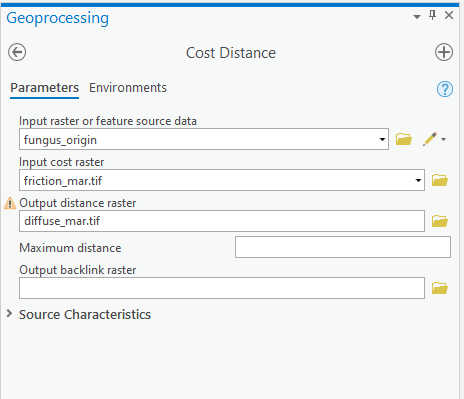 Geoprocessing
Cost Distance
Parameters Environments
Input raster or feature source data
fungus_origin
Input cost raster
friction_mar.tif
Output distance raster
diffuse_mar.tif
Maximum distance
Output backlink raster
Source Characteristics